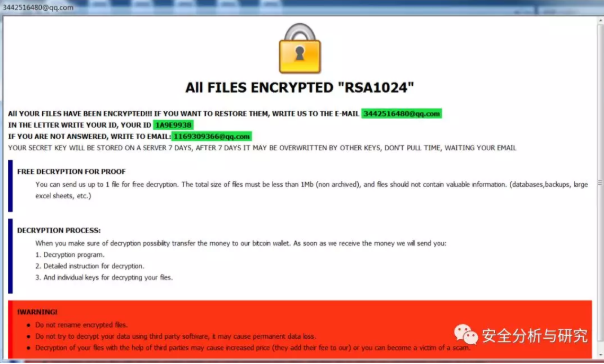 3442516480@qq.com
All FILES ENCRYPTED "RSA1024"
All YOUR FILES HAVE BEEN ENCRYPTED!!! IF YOU WANT TO RESTORE THEM, WRITE US TO THE E-MAIL 3442516480@qq.com
IN THE LETTER WRITE YOUR ID, YOUR ID 1A9E9938
IF YOU ARE NOT ANSWERED, WRITE TO EMAIL: 1169309366@qq.com
YOUR SECRET KEY WILL BE STORED ON A SERVER 7 DAYS, AFTER 7 DAYS IT MAY BE OVERWRITTEN BY OTHER KEYS, DON'T PULL TIME, WAITING YOUR EMAIL
FREE DECRYPTION FOR PROOF
You can send us up to 1 file for free decryption. The total size of files must be less than 1Mb (non archived), and files should not contain valuable information. (databases,backups, large
excel sheets, etc.)
DECRYPTION PROCESS:
When you make sure of decryption possibility transfer the money to our bitcoin wallet. As soon as we receive the money we will send you:
1. Decryption program.
2. Detailed instruction for decryption.
3. And individual keys for decrypting your files.
!WARNING!
Do not rename encrypted files.
Do not try to decrypt your data using third party software, it may cause permanent data loss.
Decryption of your files with the help of third parties may cause increased price (they add their fee to our) or you can become a victim of a scam.
安全分析与研究